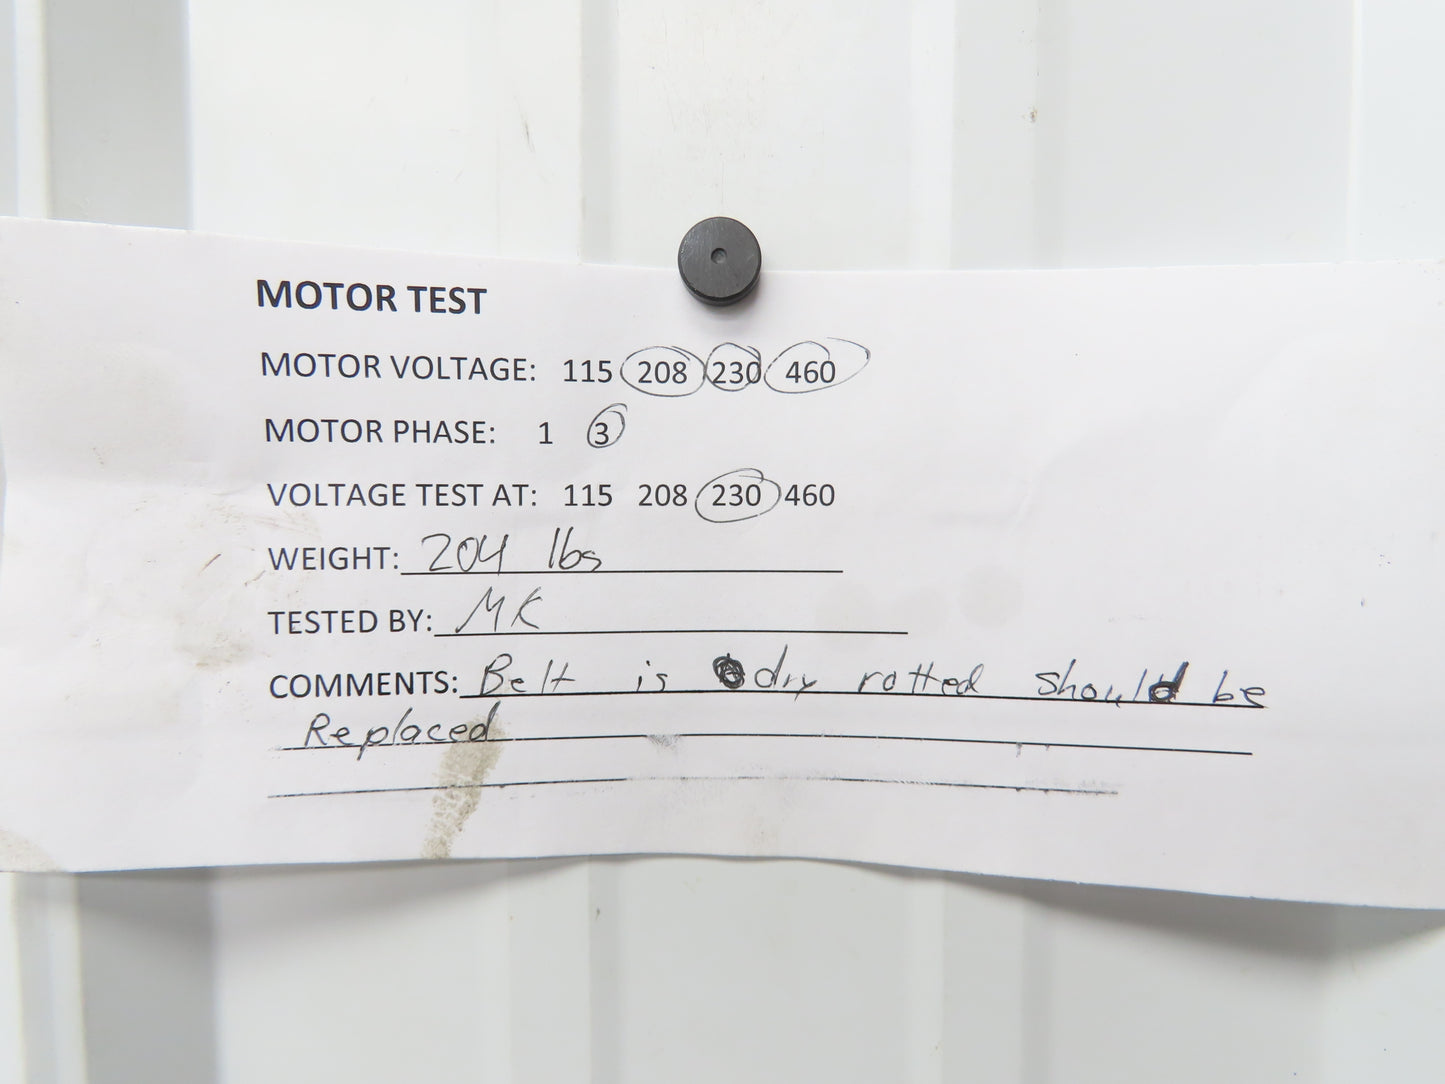 MOTOR TEST
MOTOR VOLTAGE: 115 208 230 460
MOTOR PHASE: 1 3
VOLTAGE TEST AT: 115 208 230 460
WEIGHT: 204 lbs
TESTED BY: MK
COMMENTS: Belt is dry rotted should be
Replaced